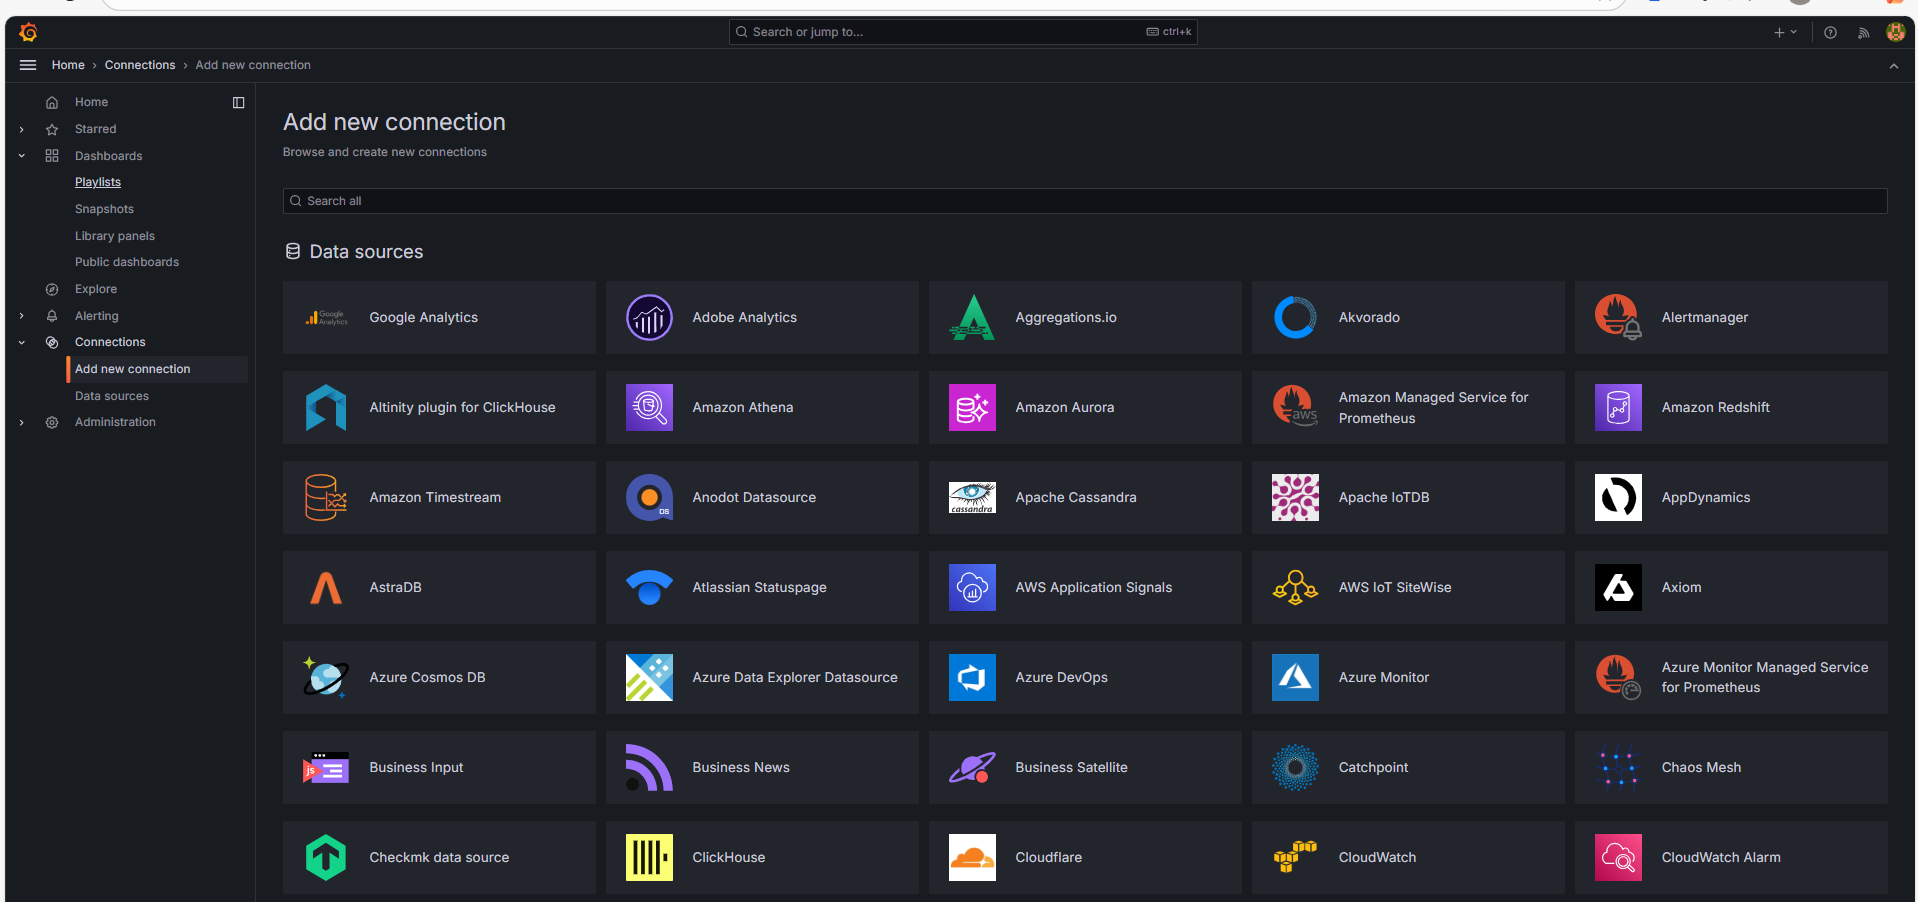 Search or jump to...
ctrl+k
Home › Connections › Add new connection
Home
Starred
Dashboards
Playlists
Snapshots
Library panels
Public dashboards
Explore
Alerting
Connections
Add new connection
Data sources
Administration
Add new connection
Browse and create new connections
Search all
Data sources
Google Analytics
Google Analytics
Adobe Analytics
Aggregations.io
Akvorado
Alertmanager
Altinity plugin for ClickHouse
Amazon Athena
Amazon Aurora
aws
Amazon Managed Service for
Prometheus
Amazon Redshift
Amazon Timestream
DS
Anodot Datasource
cassandra
Apache Cassandra
Apache IoTDB
AppDynamics
AstraDB
Atlassian Statuspage
AWS Application Signals
AWS IoT SiteWise
Axiom
Azure Cosmos DB
Azure Data Explorer Datasource
Azure DevOps
Azure Monitor
Azure Monitor Managed Service
for Prometheus
js
Business Input
Business News
Business Satellite
Catchpoint
Chaos Mesh
Checkmk data source
ClickHouse
Cloudflare
CloudWatch
CloudWatch Alarm